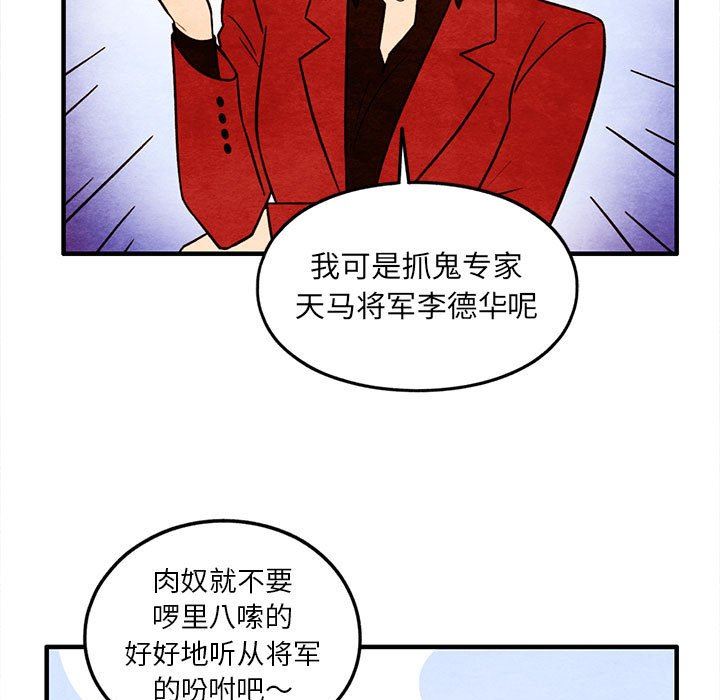 我可是抓鬼专家
天马将军李德华呢
肉奴就不要
啰里八嗦的
好好地听从将军
的吩咐吧～